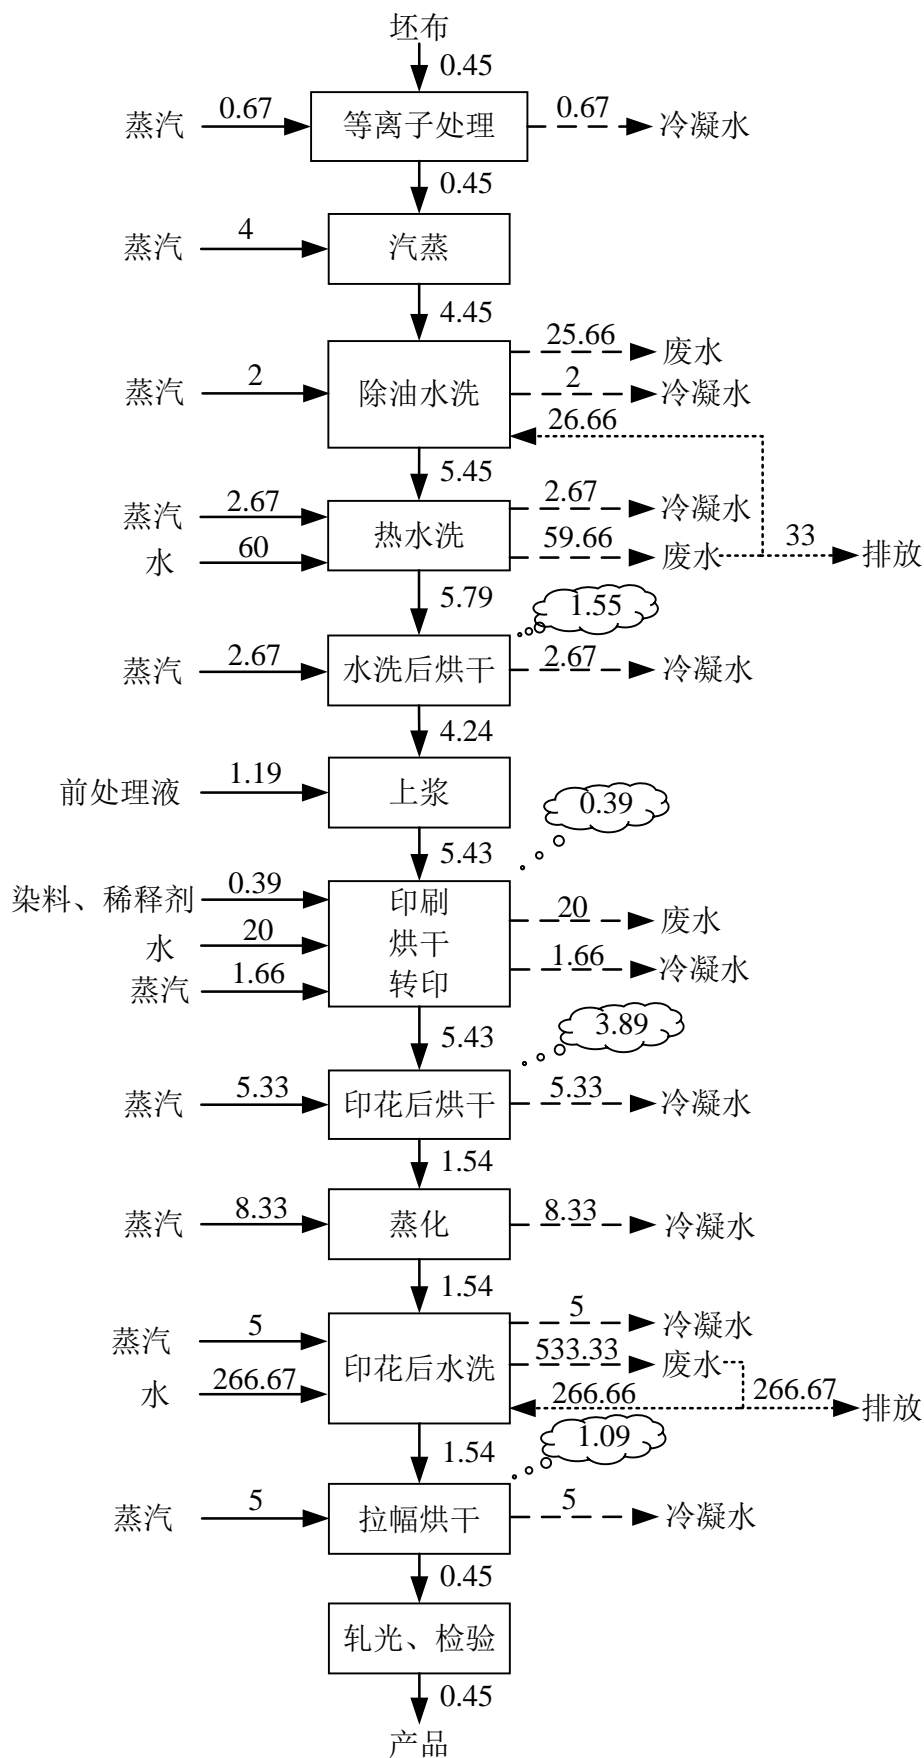 坯布
0.45
蒸汽 0.67 等离子处理 0.67 冷凝水
0.45
蒸汽 4 汽蒸
4.45
25.66 废水
蒸汽 2 除油水洗 2 冷凝水
26.66
5.45
蒸汽 2.67 2.67 冷凝水
热水洗
水 60 59.66 废水 33 排放
5.79
1.55
蒸汽 2.67 水洗后烘干 2.67 冷凝水
4.24
前处理液 1.19 上浆
0.39
5.43
染料、稀释剂 0.39 印刷 20 废水
水 20 烘干
蒸汽 1.66 转印 1.66 冷凝水
5.43
3.89
蒸汽 5.33 印花后烘干 5.33 冷凝水
1.54
蒸汽 8.33 蒸化 8.33 冷凝水
1.54
5 冷凝水
蒸汽 5 印花后水洗 533.33 废水
水 266.67 266.66 266.67 排放
1.54
1.09
蒸汽 5 拉幅烘干 5 冷凝水
0.45
轧光、检验
0.45
产品